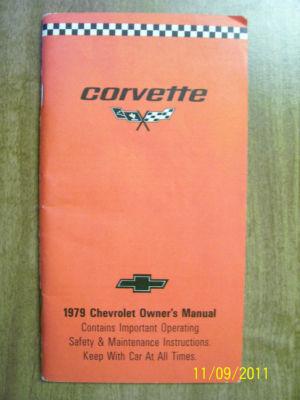 corvette
1979 Chevrolet Owner's Manual
Contains Important Operating
Safety & Maintenance Instructions.
Keep With Car At All Times.
11/09/2011